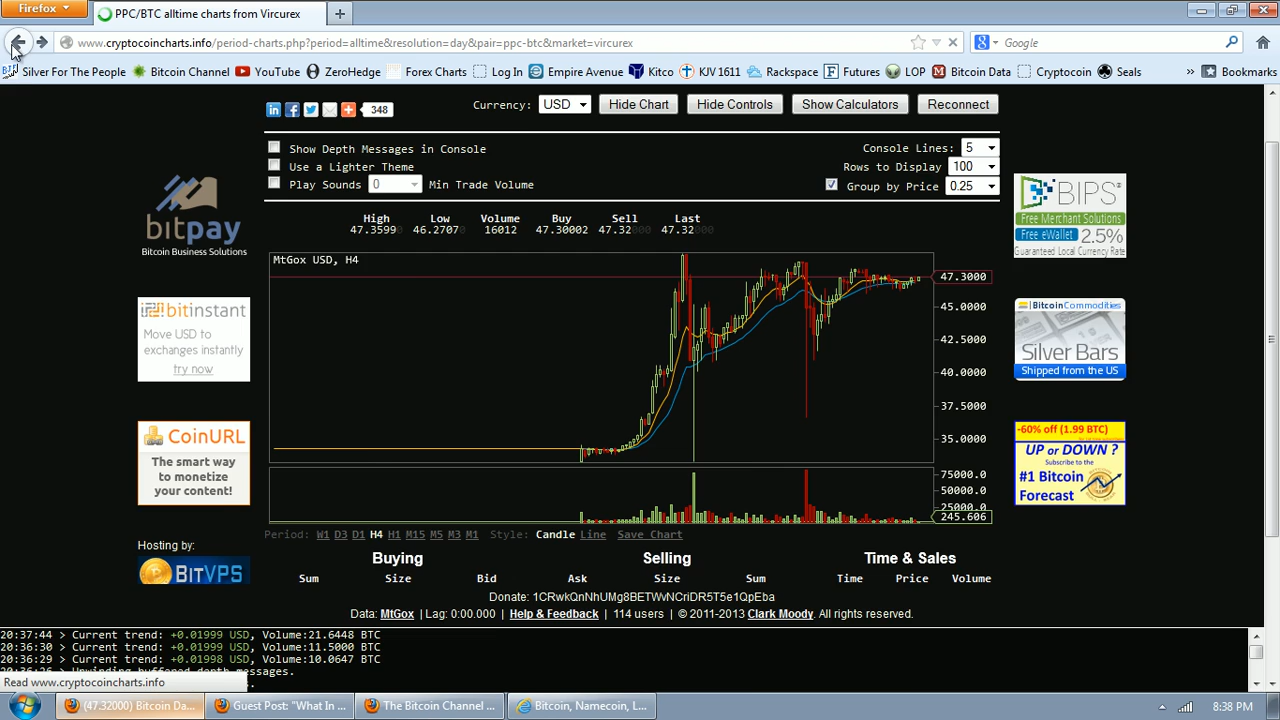 Firefox
PPC/BTC alltime charts from Vircurex
www.cryptocoincharts.info/period-charts.php?period=alltime&resolution=day&pair=ppc-btc&market=vircurex
Google
Silver For The People Bitcoin Channel YouTube ZeroHedge Forex Charts Log In Empire Avenue Kitco KJV 1611 Rackspace Futures LOP Bitcoin Data Cryptocoin Seals » Bookmarks
348
Currency: USD Hide Chart Hide Controls Show Calculators Reconnect
Show Depth Messages in Console
Use a Lighter Theme
Play Sounds 0 Min Trade Volume
Console Lines: 5
Rows to Display 100
Group by Price 0.25
High Low Volume Buy Sell Last
47.35990 46.27070 16012 47.30002 47.32000 47.32000
MtGox USD, H4
47.3000
45.0000
42.5000
40.0000
37.5000
35.0000
75000.0
50000.0
25000.0
245.606
Period: W1 D3 D1 H4 H1 M15 M5 M3 M1 Style: Candle Line Save Chart
Buying Selling Time & Sales
Sum Size Bid Ask Size Sum Time Price Volume
Donate: 1CRwkQnNhUMg8BETWvNCriDR5T5e1QpEba
Data: MtGox | Lag: 0:00.000 | Help & Feedback | 114 users | © 2011-2013 Clark Moody. All rights reserved.
bitpay
Bitcoin Business Solutions
bitinstant
Move USD to
exchanges instantly
try now
CoinURL
The smart way
to monetize
your content!
Hosting by:
BITVPS
BIPS®
Free Merchant Solutions
Free eWallet 2.5%
Guaranteed Local Currency Rate
BitcoinCommodities
Silver Bars
Shipped from the US
-60% off (1.99 BTC)
UP or DOWN ?
Subscribe to the
#1 Bitcoin
Forecast
20:37:44 > Current trend: +0.01999 USD, Volume:21.6448 BTC
20:36:30 > Current trend: +0.01999 USD, Volume:11.5000 BTC
20:36:29 > Current trend: +0.01998 USD, Volume:10.0647 BTC
20:36:26 > Unwinding buffered depth messages.
Read www.cryptocoincharts.info
(47.32000) Bitcoin Da... Guest Post: "What In ... The Bitcoin Channel ... Bitcoin, Namecoin, L...
8:38 PM